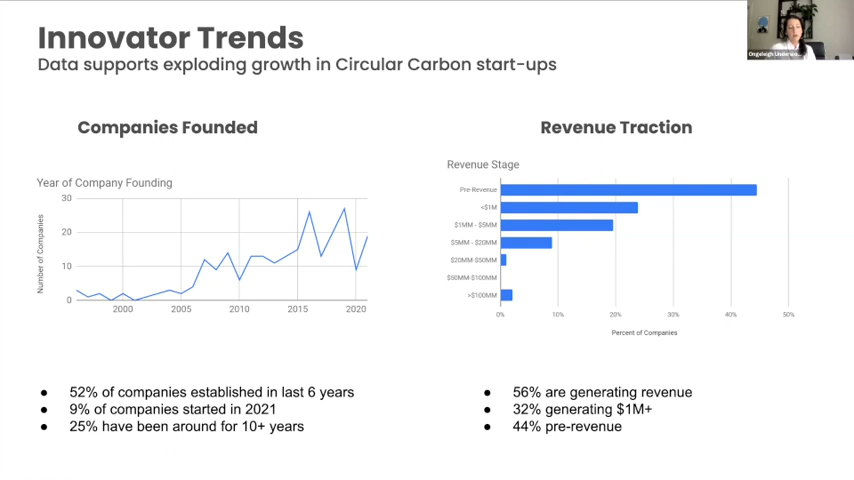 Innovator Trends
Data supports exploding growth in Circular Carbon start-ups
Companies Founded
Year of Company Founding
Number of Companies
30
20
10
0
2000
2005
2010
2015
2020
● 52% of companies established in last 6 years
● 9% of companies started in 2021
● 25% have been around for 10+ years
Revenue Traction
Revenue Stage
Pre-Revenue
<$1M
$1MM - $5MM
$5MM - $20MM
$20MM-$50MM
$50MM-$100MM
>$100MM
0%
10%
20%
30%
40%
50%
Percent of Companies
● 56% are generating revenue
● 32% generating $1M+
● 44% pre-revenue